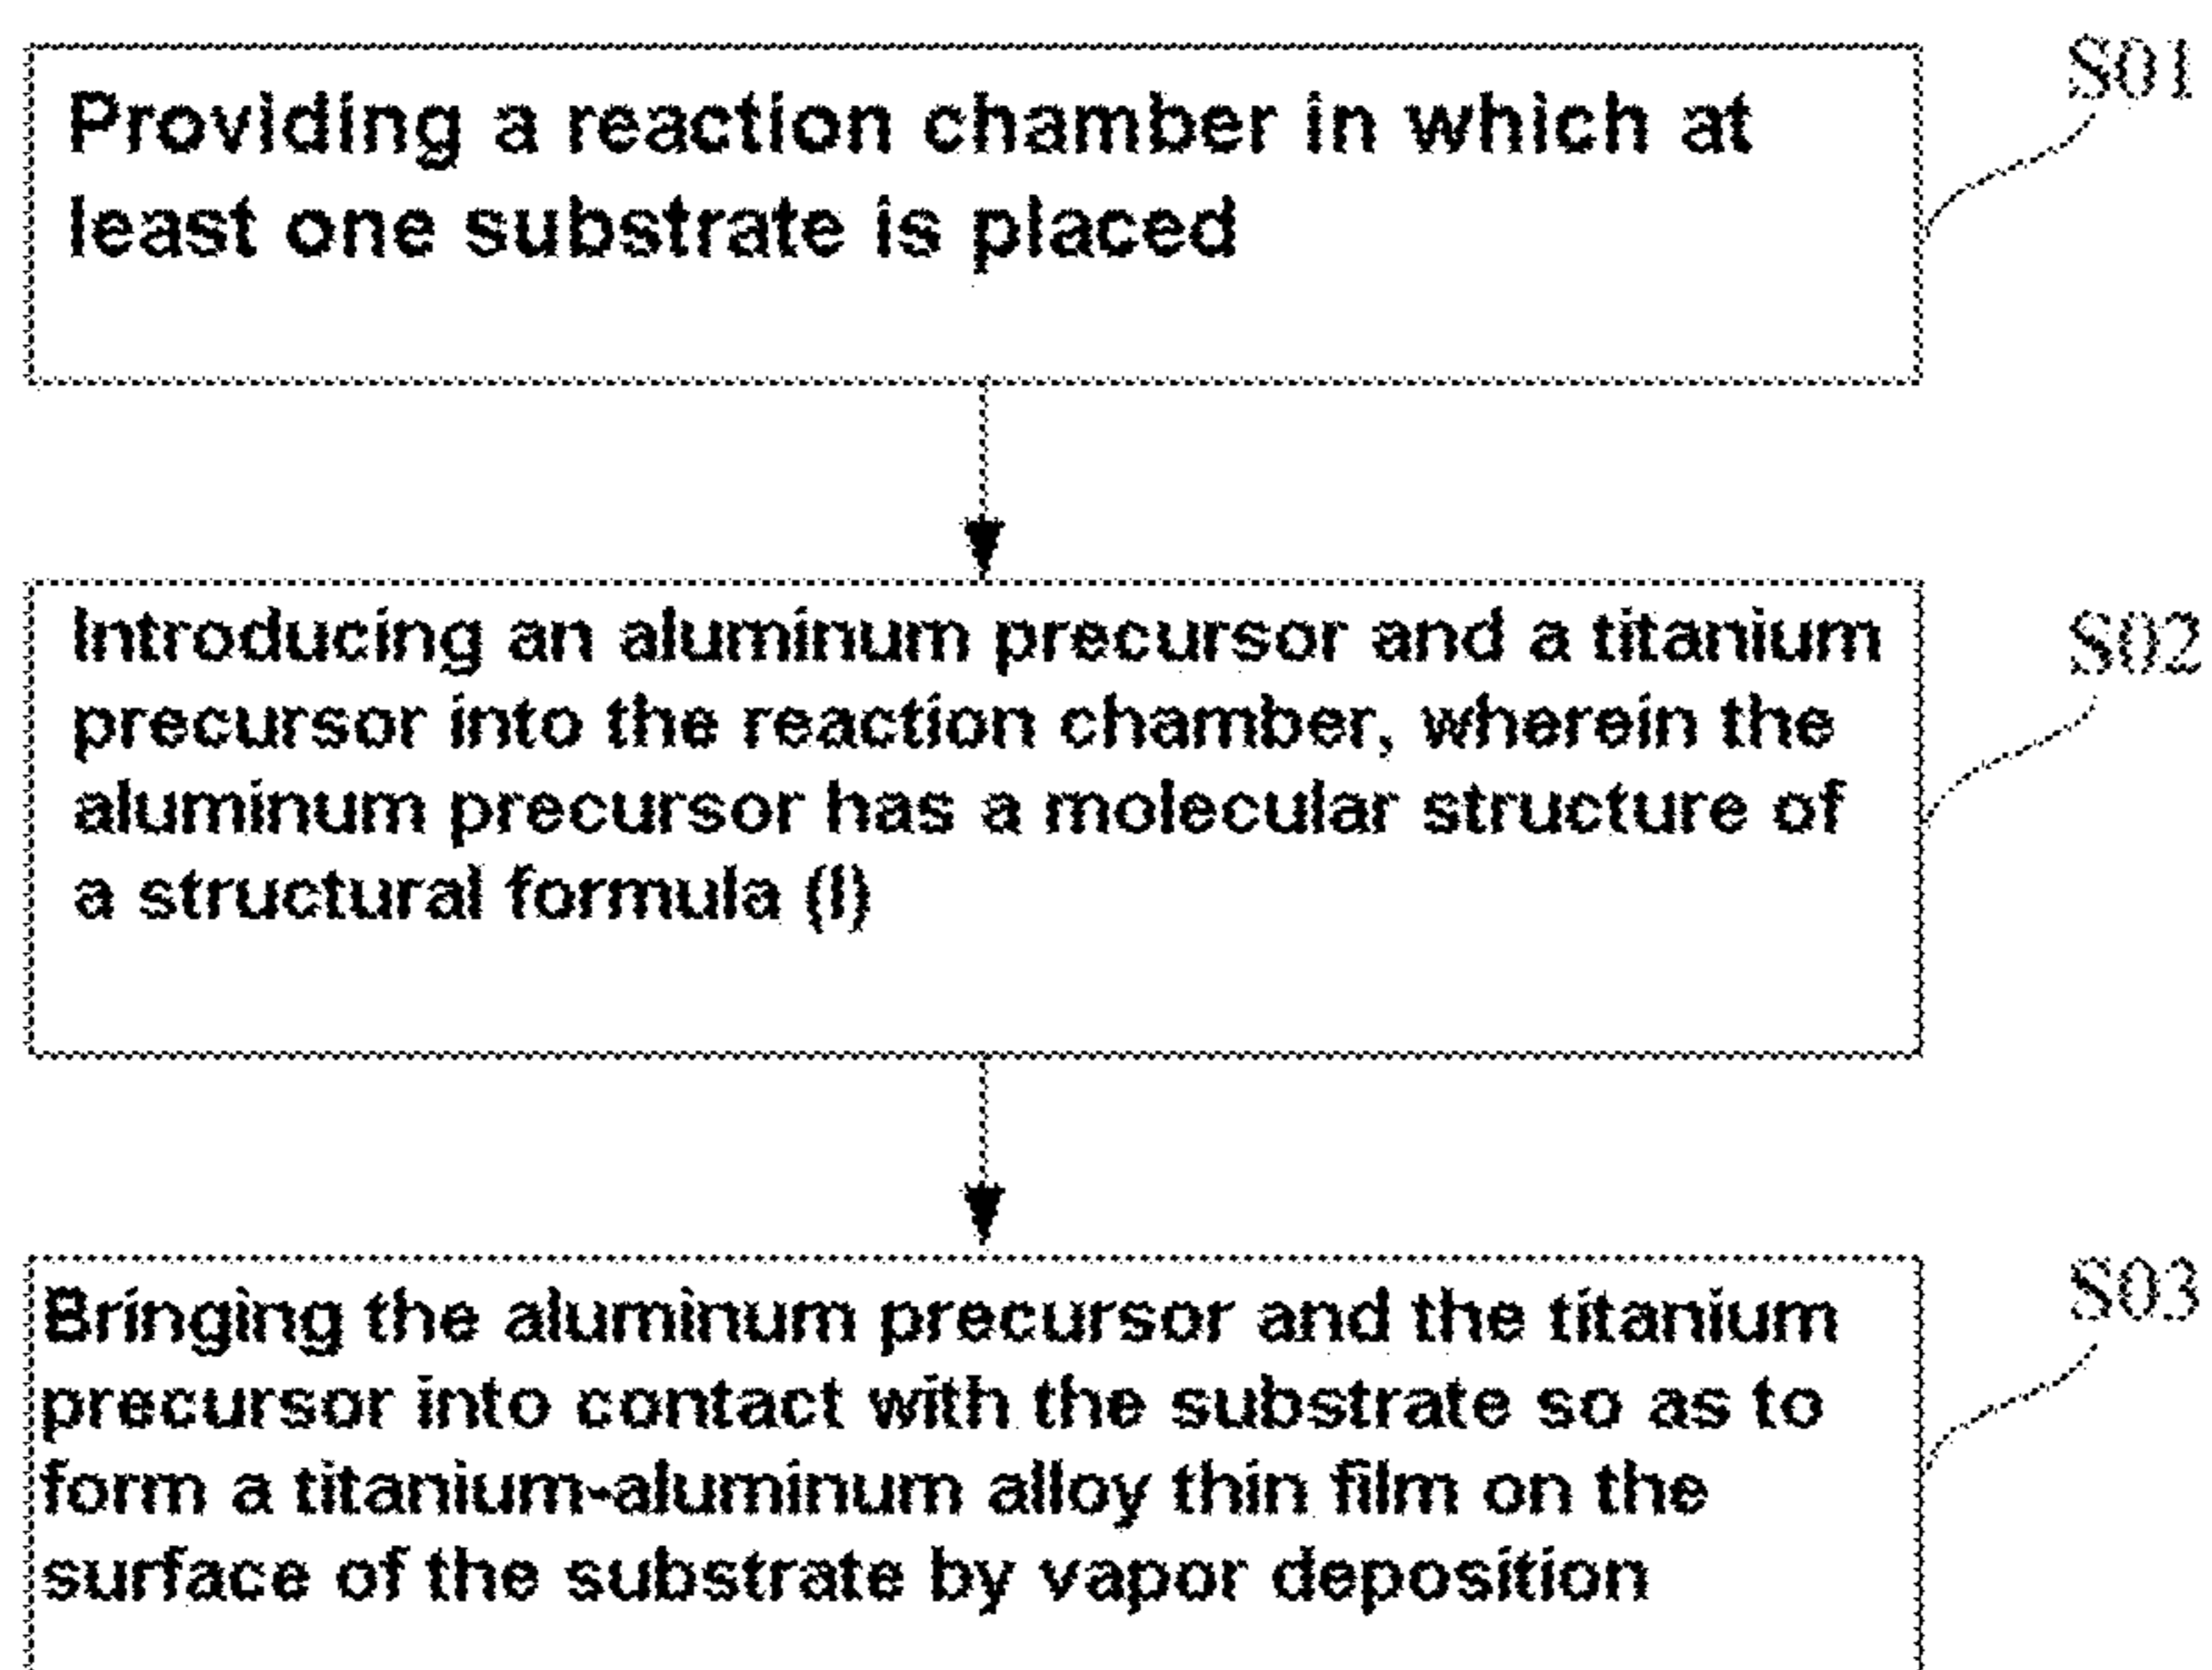 S01
Providing a reaction chamber in which at
least one substrate is placed
S02
Introducing an aluminum precursor and a titanium
precursor into the reaction chamber, wherein the
aluminum precursor has a molecular structure of
a structural formula (I)
S03
Bringing the aluminum precursor and the titanium
precursor into contact with the substrate so as to
form a titanium-aluminum alloy thin film on the
surface of the substrate by vapor deposition